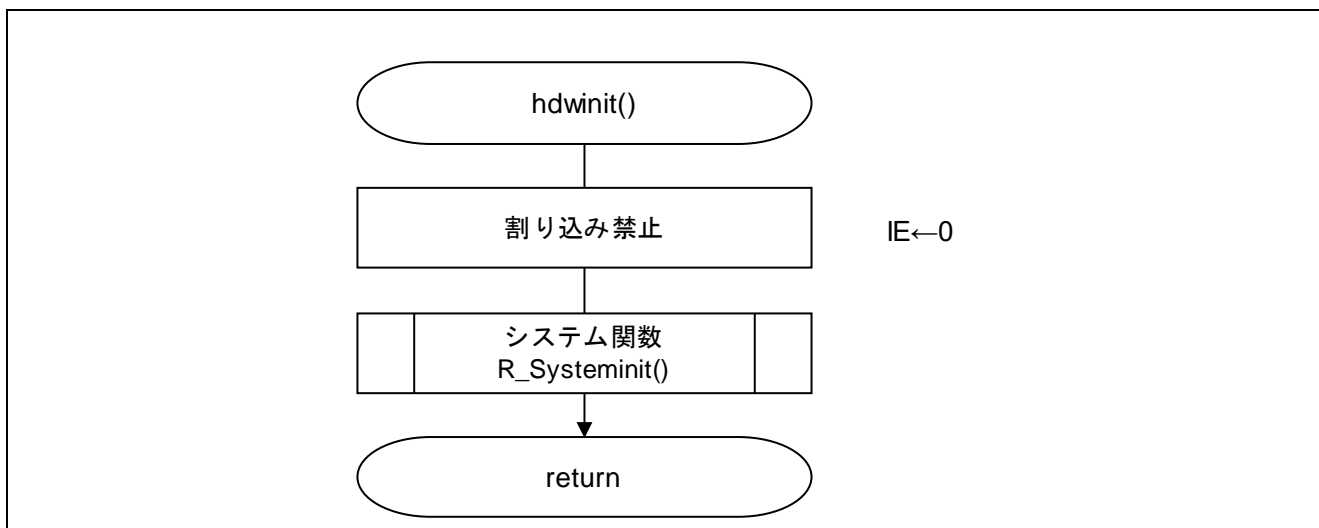 hdwinit()
割り込み禁止
IE←0
システム関数
R_Systeminit()
return